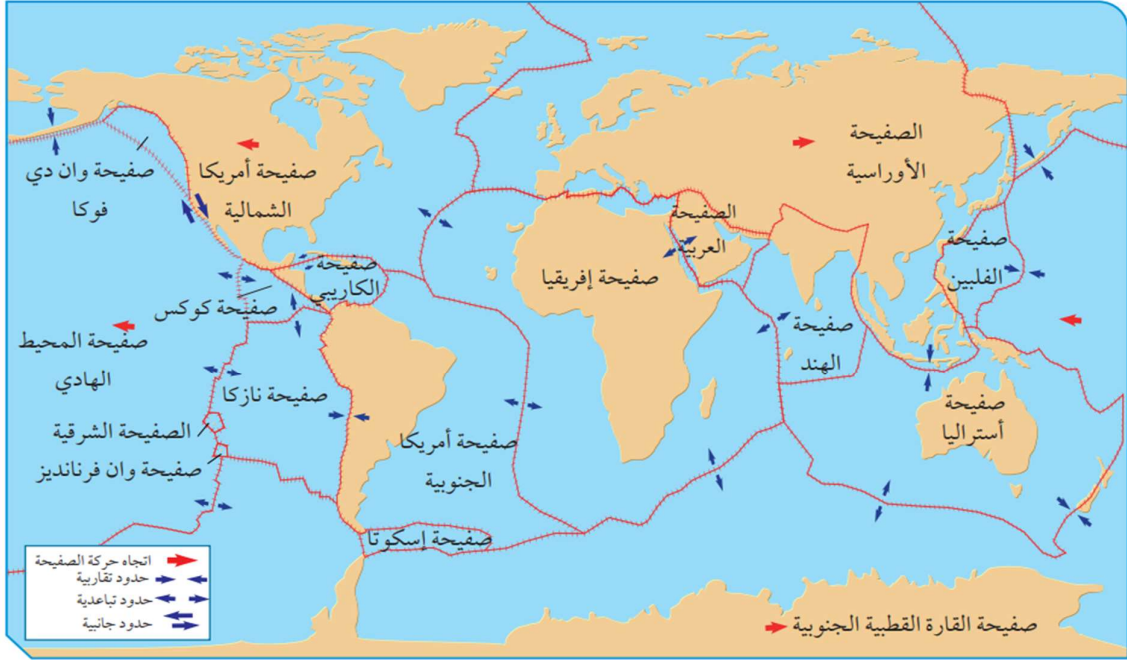 الصفيحة
الأوراسية
صفيحة أمريكا
الشمالية
صفيحة وان دي
فوكا
الصفيحة
العربية
صفيحة
الفلبين
صفيحة
الكاريبي
صفيحة إفريقيا
صفيحة كوكس
صفيحة
الهند
صفيحة المحيط
الهادي
صفيحة نازكا
صفيحة
أستراليا
الصفيحة الشرقية
صفيحة أمريكا
الجنوبية
صفيحة وان فرنانديز
صفيحة إسكوتا
صفيحة القارة القطبية الجنوبية
اتجاه حركة الصفيحة
حدود تقاربية
حدود تباعدية
حدود جانبية